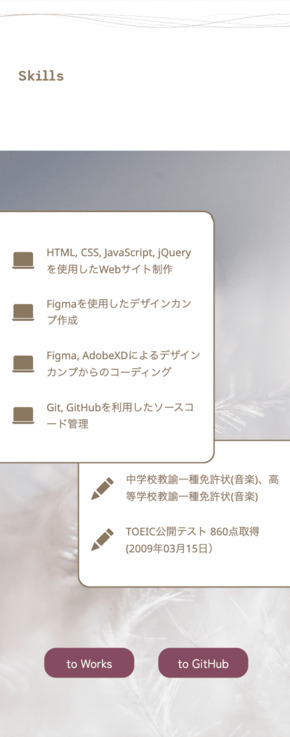 Skills
HTML, CSS, JavaScript, jQuery
を使用したWebサイト制作
Figmaを使用したデザインカン
プ作成
Figma, AdobeXDによるデザイン
カンプからのコーディング
Git, GitHubを利用したソースコ
ード管理
中学校教諭一種免許状(音楽)、高
等学校教諭一種免許状(音楽)
TOEIC公開テスト 860点取得
(2009年03月15日）
to Works
to GitHub